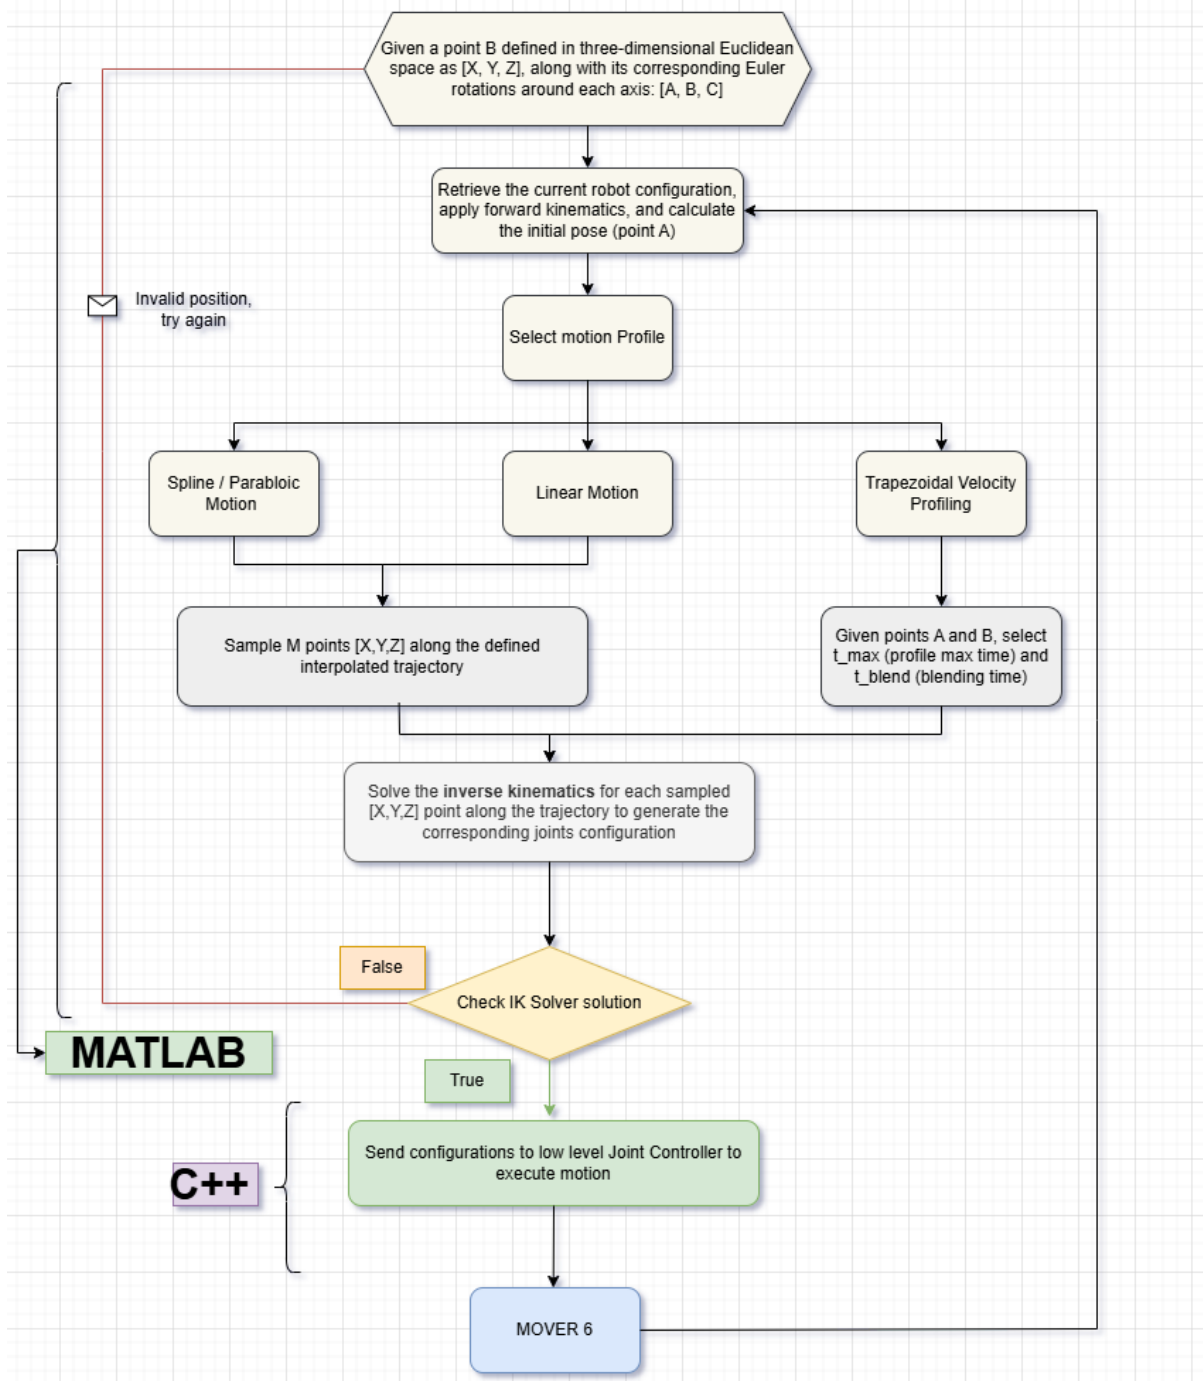 Given a point B defined in three-dimensional Euclidean
space as [X, Y, Z], along with its corresponding Euler
rotations around each axis: [A, B, C]
Retrieve the current robot configuration,
apply forward kinematics, and calculate
the initial pose (point A)
Invalid position,
try again
Select motion Profile
Spline / Parabloic
Motion
Linear Motion
Trapezoidal Velocity
Profiling
Sample M points [X,Y,Z] along the defined
interpolated trajectory
Given points A and B, select
t_max (profile max time) and
t_blend (blending time)
Solve the inverse kinematics for each sampled
[X,Y,Z] point along the trajectory to generate the
corresponding joints configuration
False
Check IK Solver solution
MATLAB
True
Send configurations to low level Joint Controller to
execute motion
C++
MOVER 6